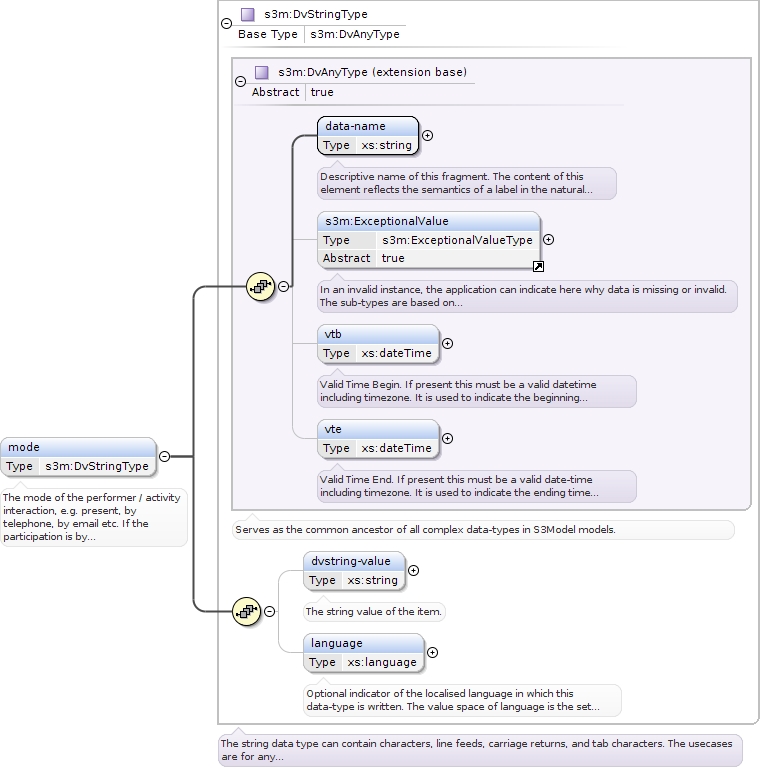 s3m:DvStringType
Base Type s3m:DvAnyType
s3m:DvAnyType (extension base)
Abstract true
data-name
Type xs:string
Descriptive name of this fragment. The content of this
element reflects the semantics of a label in the natural...
s3m:ExceptionalValue
Type s3m:ExceptionalValueType
Abstract true
In an invalid instance, the application can indicate here why data is missing or invalid.
The sub-types are based on...
vtb
Type xs:dateTime
Valid Time Begin. If present this must be a valid datetime
including timezone. It is used to indicate the beginning...
vte
Type xs:dateTime
Valid Time End. If present this must be a valid date-time
including timezone. It is used to indicate the ending time...
mode
Type s3m:DvStringType
The mode of the performer / activity
interaction, e.g. present, by
telephone, by email etc. If the
participation is by...
Serves as the common ancestor of all complex data-types in S3Model models.
dvstring-value
Type xs:string
The string value of the item.
language
Type xs:language
Optional indicator of the localised language in which this
data-type is written. The value space of language is the set...
The string data type can contain characters, line feeds, carriage returns, and tab characters. The usecases
are for any...